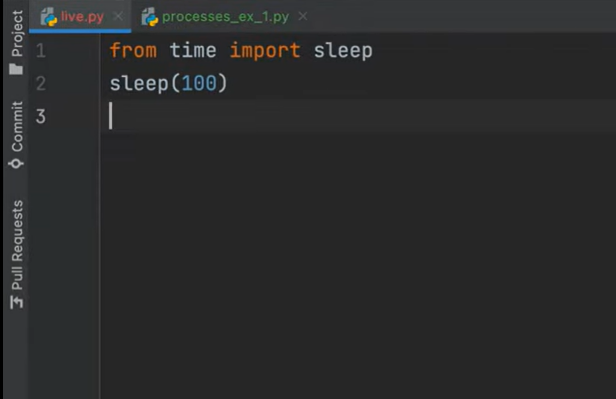 Project
Commit
Pull Requests
live.py
processes_ex_1.py
1 from time import sleep
2 sleep(100)
3